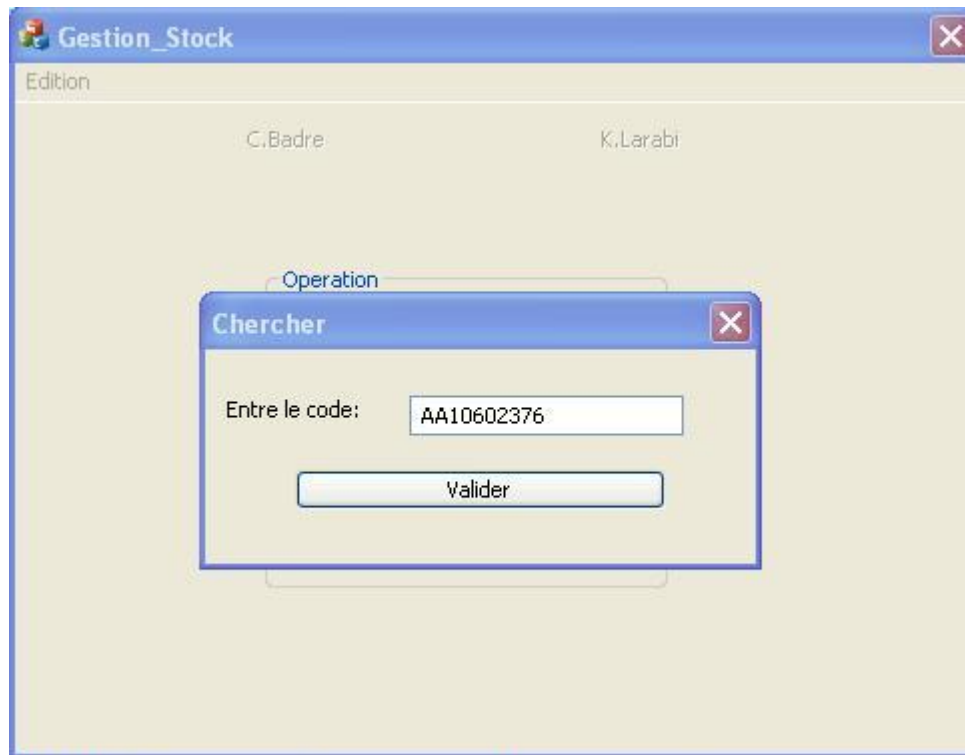 Gestion_Stock
Edition
C.Badre K.Larabi
Operation
Chercher
Entre le code: AA10602376
Valider